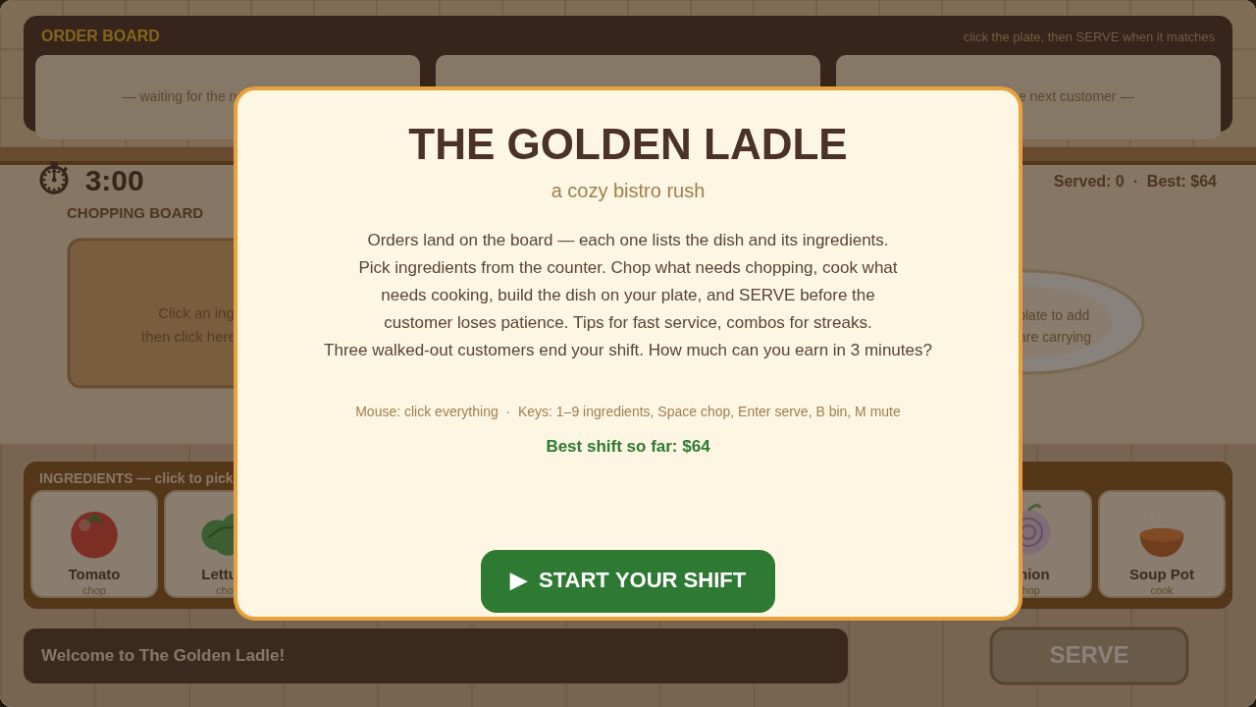 ORDER BOARD
click the plate, then SERVE when it matches
— waiting for the n
e next customer —
3:00
Served: 0 · Best: $64
CHOPPING BOARD
THE GOLDEN LADLE
a cozy bistro rush
Orders land on the board — each one lists the dish and its ingredients.
Pick ingredients from the counter. Chop what needs chopping, cook what
needs cooking, build the dish on your plate, and SERVE before the
customer loses patience. Tips for fast service, combos for streaks.
Three walked-out customers end your shift. How much can you earn in 3 minutes?
Mouse: click everything · Keys: 1–9 ingredients, Space chop, Enter serve, B bin, M mute
Best shift so far: $64
▶ START YOUR SHIFT
Click an ing
then click here
late to add
are carrying
INGREDIENTS — click to pick
Tomato
chop
Lettu
cho
nion
hop
Soup Pot
cook
Welcome to The Golden Ladle!
SERVE